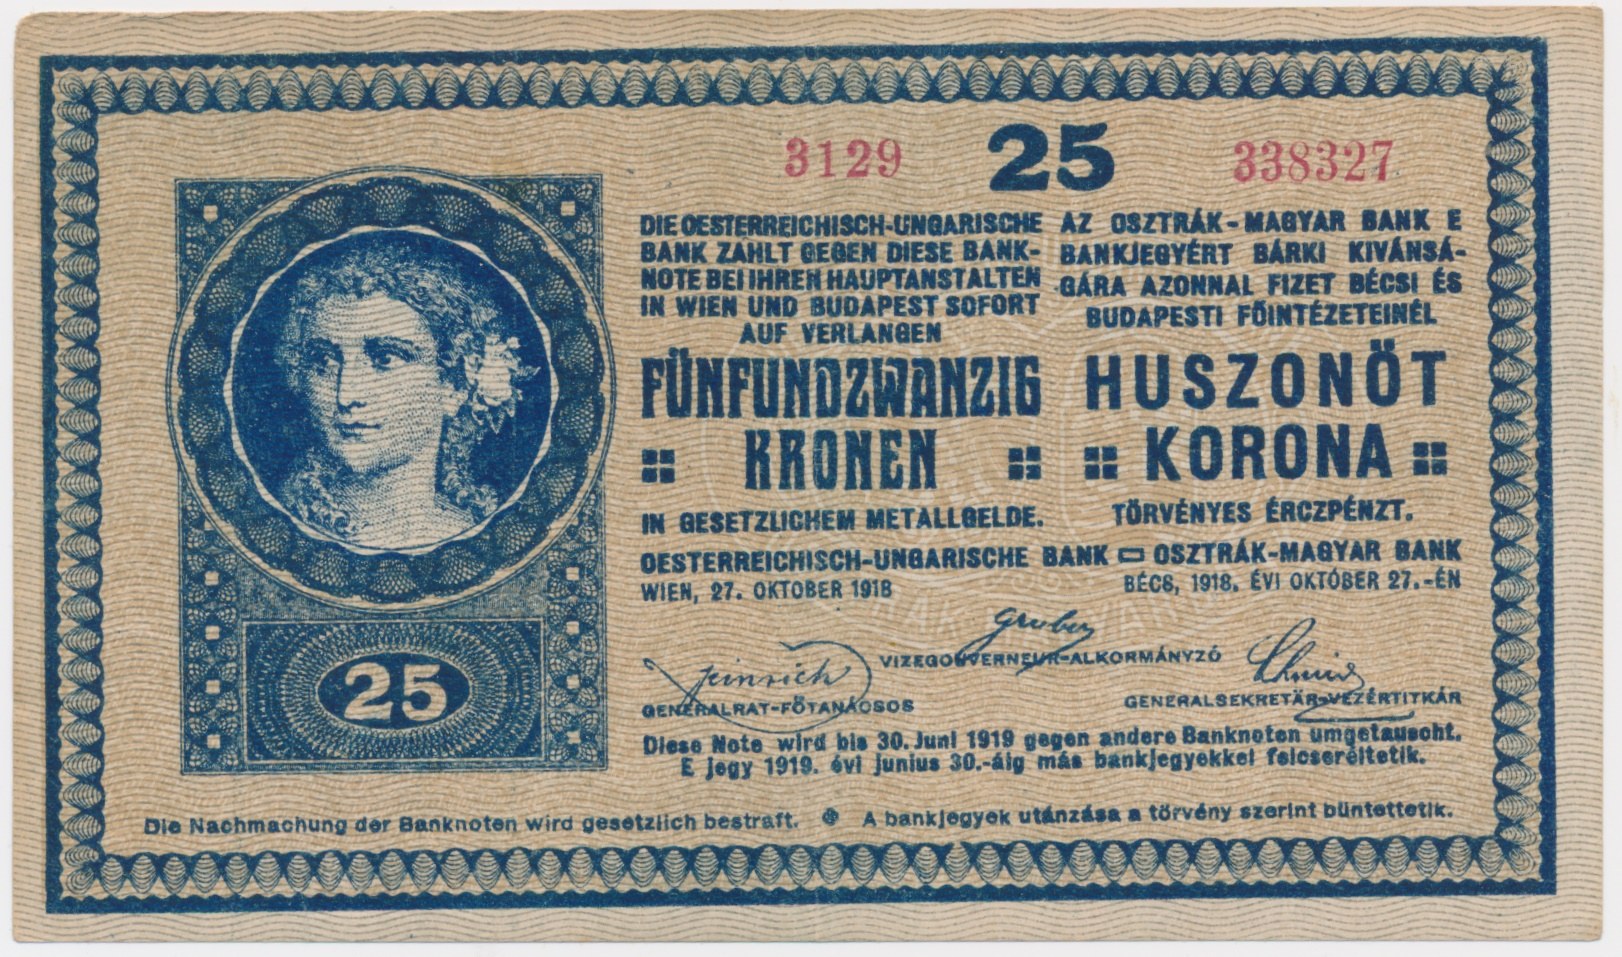 3129 25 338327
DIE OESTERREICHISCH-UNGARISCHE
BANK ZAHLT GEGEN DIESE BANK-
NOTE BEI IHREN HAUPTANSTALTEN
IN WIEN UND BUDAPEST SOFORT
AUF VERLANGEN
FÜNFUNDZWANZIG
KRONEN
IN GESETZLICHEM METALLGELDE.
AZ OSZTRÁK-MAGYAR BANK E
BANKJEGYÉRT BÁRKI KIVÁNSÁ-
GÁRA AZONNAL FIZET BÉCSI ÉS
BUDAPESTI FŐINTÉZETEINÉL
HUSZONÖT
KORONA
TÖRVÉNYES ÉRCZPÉNZT.
OESTERREICHISCH-UNGARISCHE BANK OSZTRÁK-MAGYAR BANK
WIEN, 27. OKTOBER 1918 BÉCS, 1918. ÉVI OKTÓBER 27.-ÉN
Gruber
VIZEGOUVERNEUR-ALKORMÁNYZÓ
GENERALRAT-FŐTANÁCSOS
GENERALSEKRETÄR-VEZÉRTITKÁR
25
Diese Note wird bis 30. Juni 1919 gegen andere Banknoten umgetauscht.
E jegy 1919. évi junius 30.-áig más bankjegyekkel felcseréltetik.
Die Nachmachung der Banknoten wird gesetzlich bestraft. A bankjegyek utánzása a törvény szerint büntettetik.